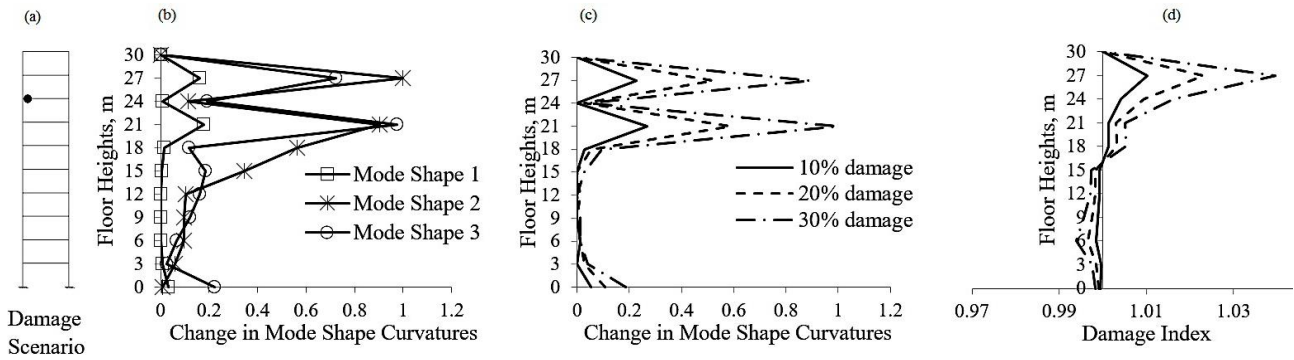 (a)
Damage
Scenario
(b)
Floor Heights, m
30
27
24
21
18
15
12
9
6
3
0
0 0.2 0.4 0.6 0.8 1 1.2
Change in Mode Shape Curvatures
Mode Shape 1
Mode Shape 2
Mode Shape 3
(c)
Floor Heights, m
30
27
24
21
18
15
12
9
6
3
0
0 0.2 0.4 0.6 0.8 1 1.2
Change in Mode Shape Curvatures
10% damage
20% damage
30% damage
(d)
Floor Heights, m
30
27
24
21
18
15
12
9
6
3
0
0.97 0.99 1.01 1.03
Damage Index